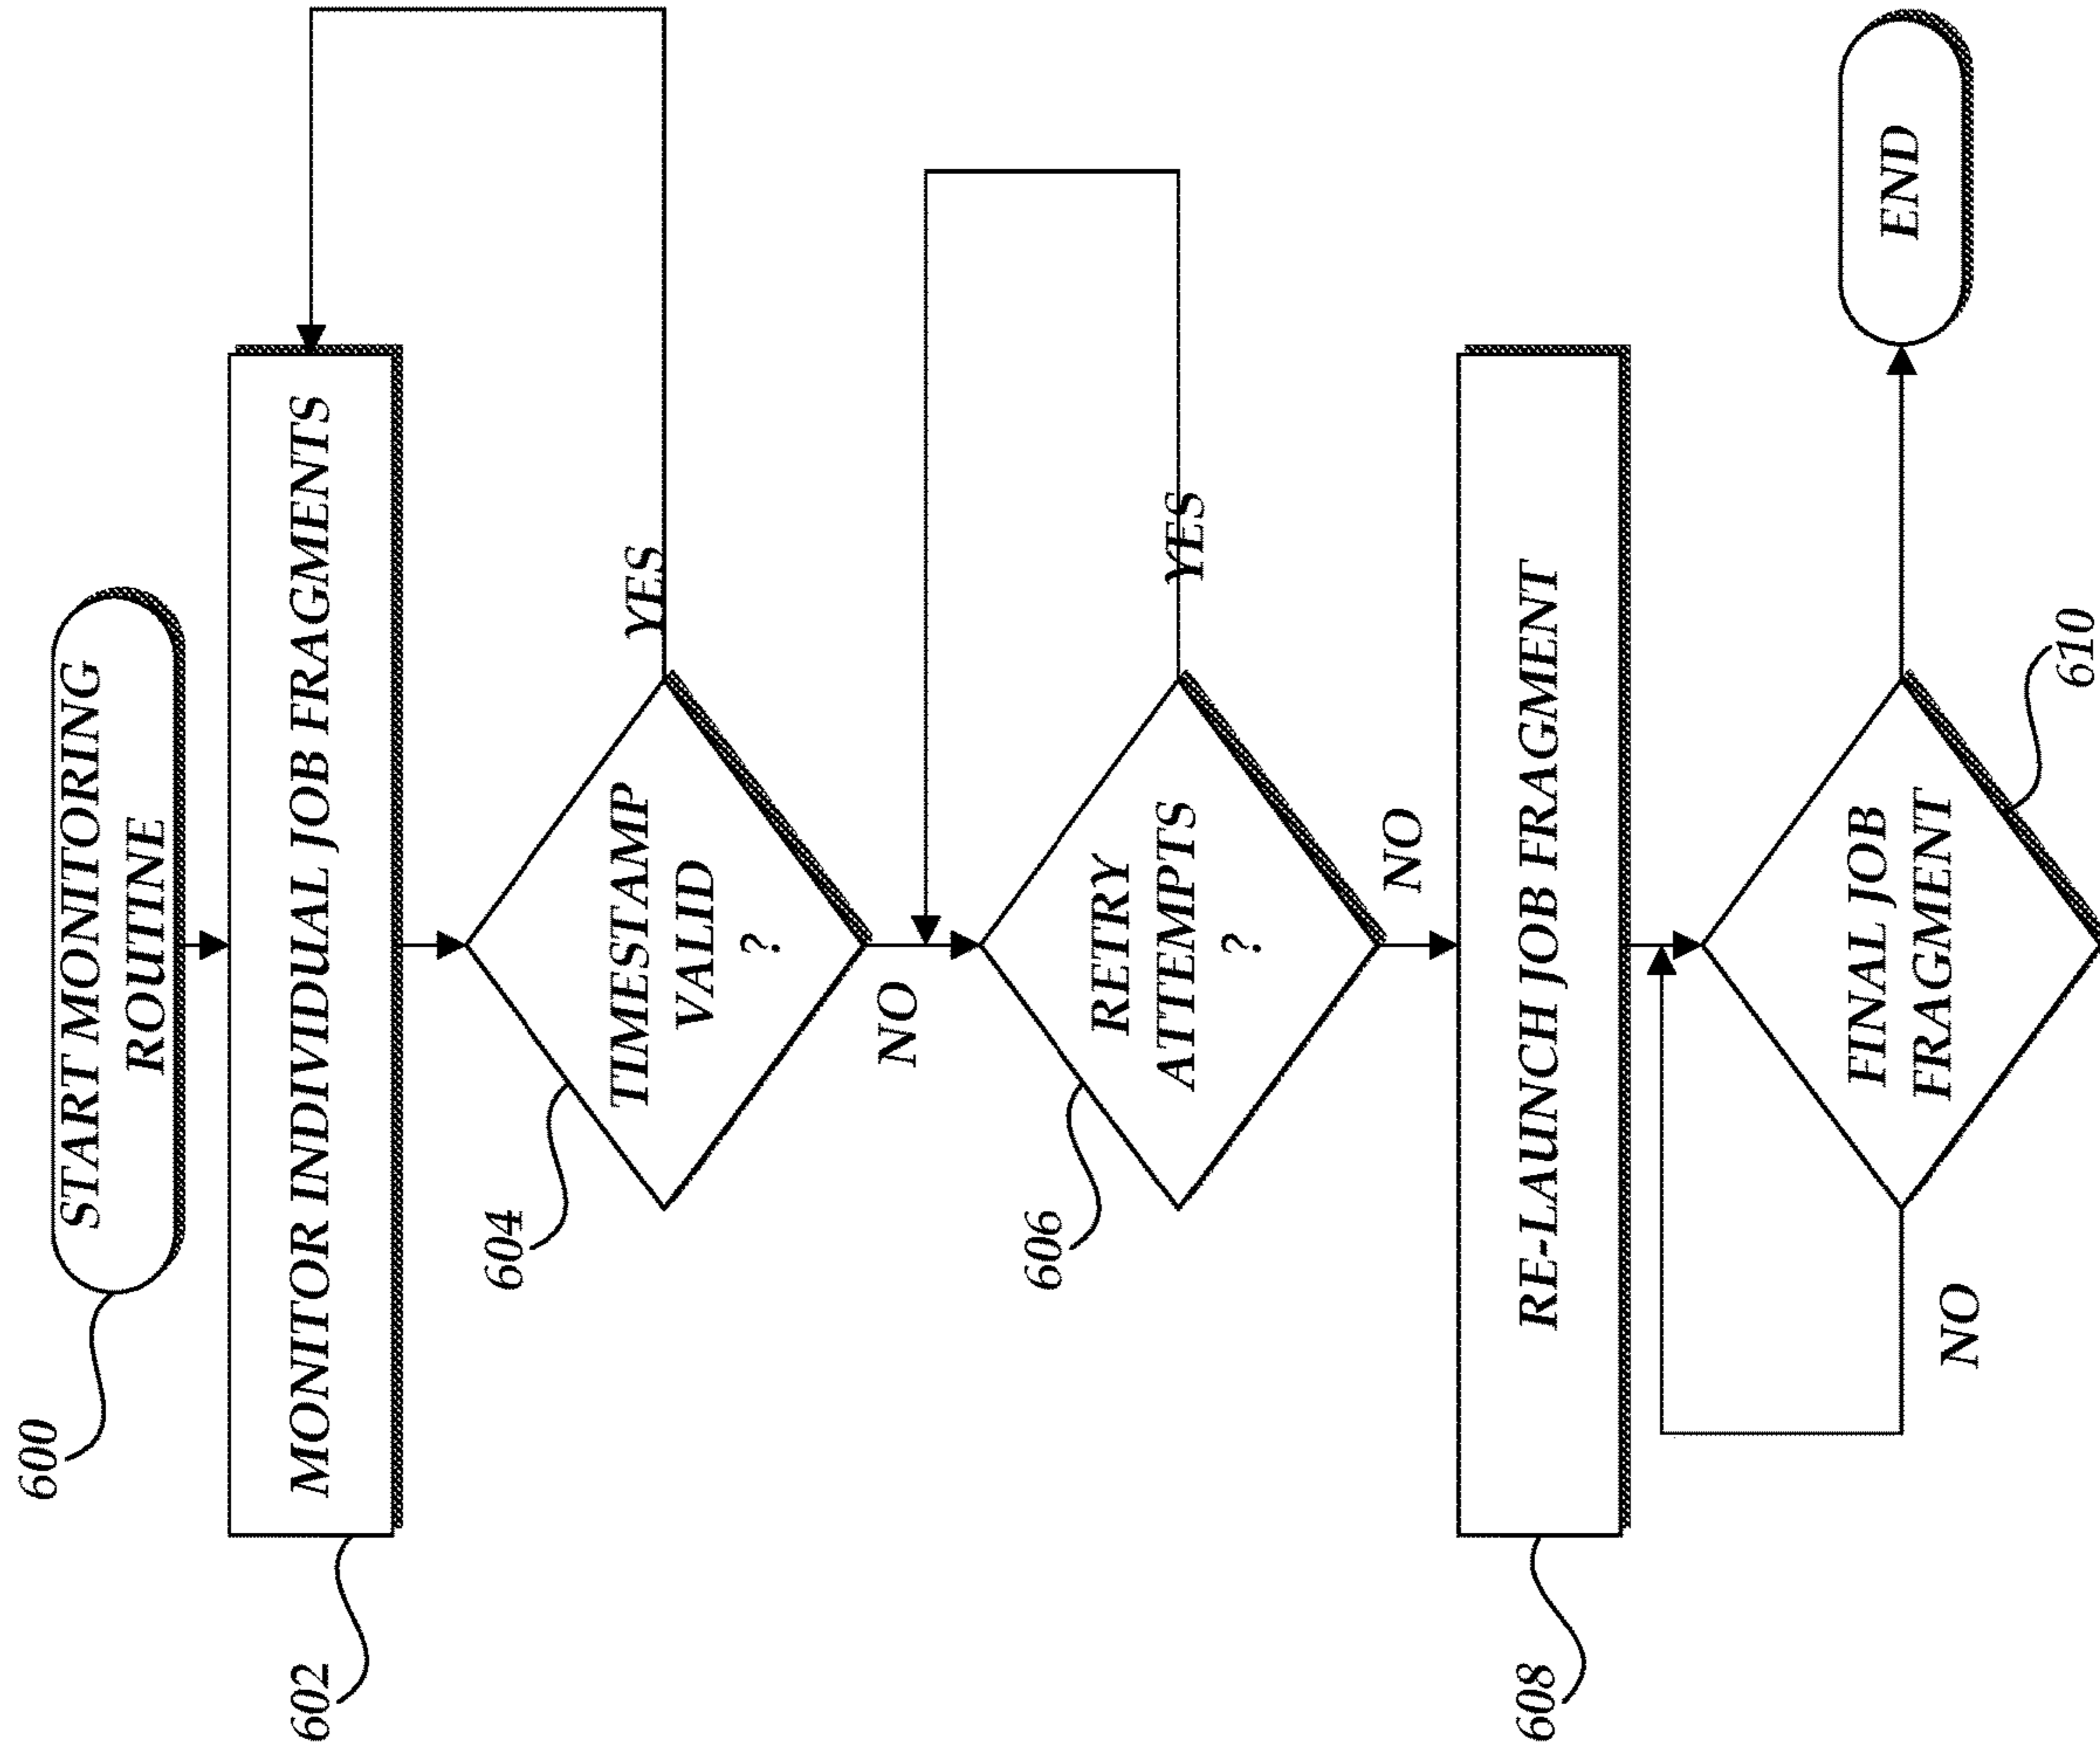 600
START MONITORING
ROUTINE
602
MONITOR INDIVIDUAL JOB FRAGMENTS
604
TIMESTAMP
VALID
?
YES
NO
606
RETRY
ATTEMPTS
?
YES
NO
608
RE-LAUNCH JOB FRAGMENT
FINAL JOB
FRAGMENT
610
NO
END